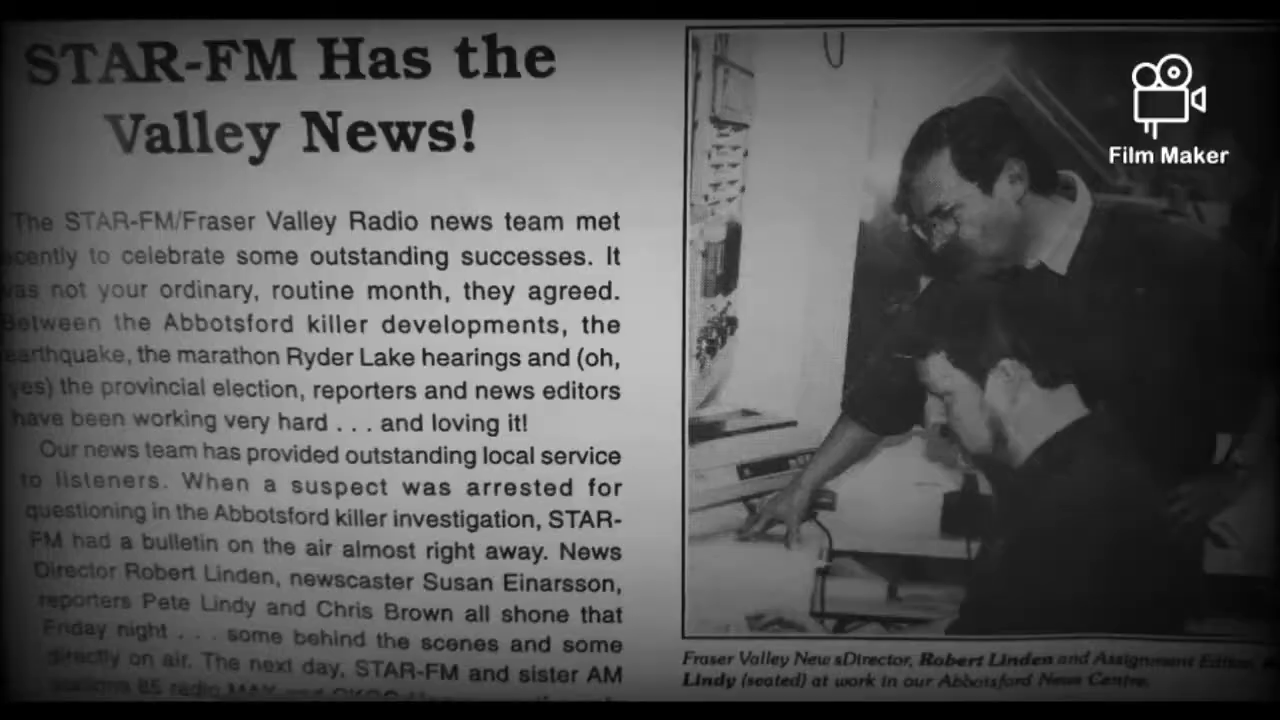 STAR-FM Has the
Valley News!
The STAR-FM/Fraser Valley Radio news team met
cently to celebrate some outstanding successes. It
was not your ordinary, routine month, they agreed.
Between the Abbotsford killer developments, the
earthquake, the marathon Ryder Lake hearings and (oh,
yes) the provincial election, reporters and news editors
have been working very hard . . . and loving it!
Our news team has provided outstanding local service
to listeners. When a suspect was arrested for
questioning in the Abbotsford killer investigation, STAR-
FM had a bulletin on the air almost right away. News
Director Robert Linden, newscaster Susan Einarsson,
reporters Pete Lindy and Chris Brown all shone that
Friday night . . . some behind the scenes and some
directly on air. The next day, STAR-FM and sister AM
85 radio MAX and
Film Maker
Fraser Valley New sDirector, Robert Linden and Assignment Editor,
Lindy (seated) at work in our Abbotsford News Centre.